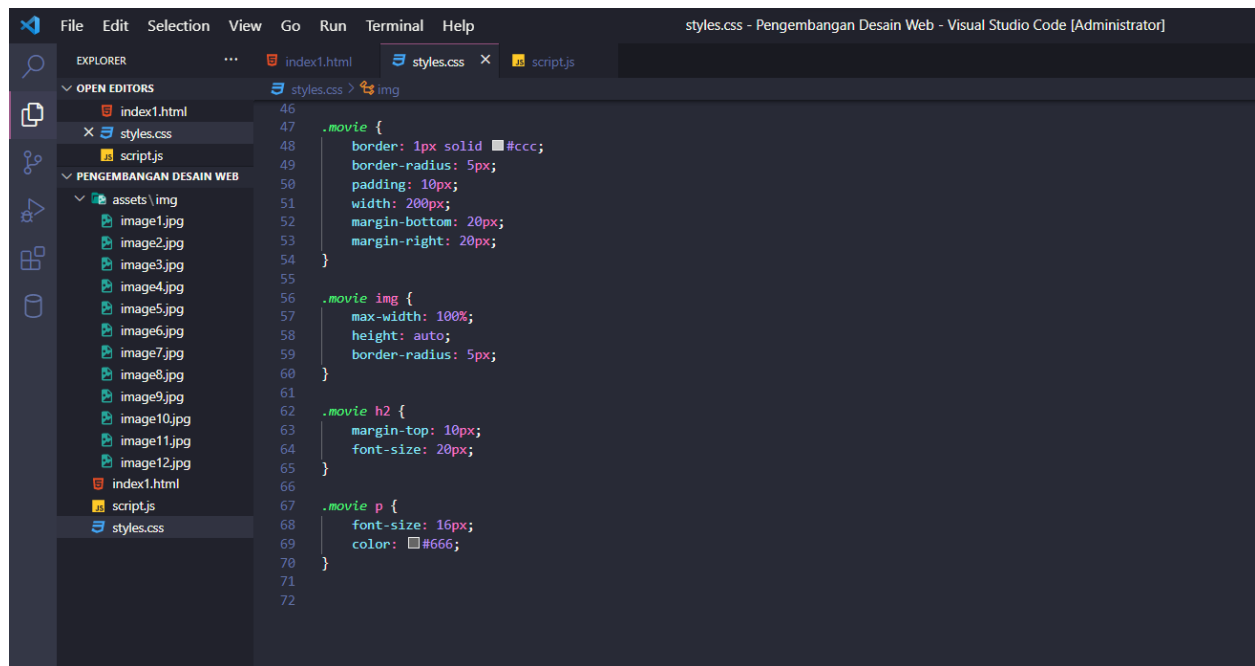 File Edit Selection View Go Run Terminal Help styles.css - Pengembangan Desain Web - Visual Studio Code [Administrator]
EXPLORER ...
OPEN EDITORS
index1.html
styles.css
JS script.js
PENGEMBANGAN DESAIN WEB
assets\img
image1.jpg
image2.jpg
image3.jpg
image4.jpg
image5.jpg
image6.jpg
image7.jpg
image8.jpg
image9.jpg
image10.jpg
image11.jpg
image12.jpg
index1.html
JS script.js
styles.css
index1.html styles.css JS script.js
styles.css > img
46
47 .movie {
48     border: 1px solid #ccc;
49     border-radius: 5px;
50     padding: 10px;
51     width: 200px;
52     margin-bottom: 20px;
53     margin-right: 20px;
54 }
55
56 .movie img {
57     max-width: 100%;
58     height: auto;
59     border-radius: 5px;
60 }
61
62 .movie h2 {
63     margin-top: 10px;
64     font-size: 20px;
65 }
66
67 .movie p {
68     font-size: 16px;
69     color: #666;
70 }
71
72